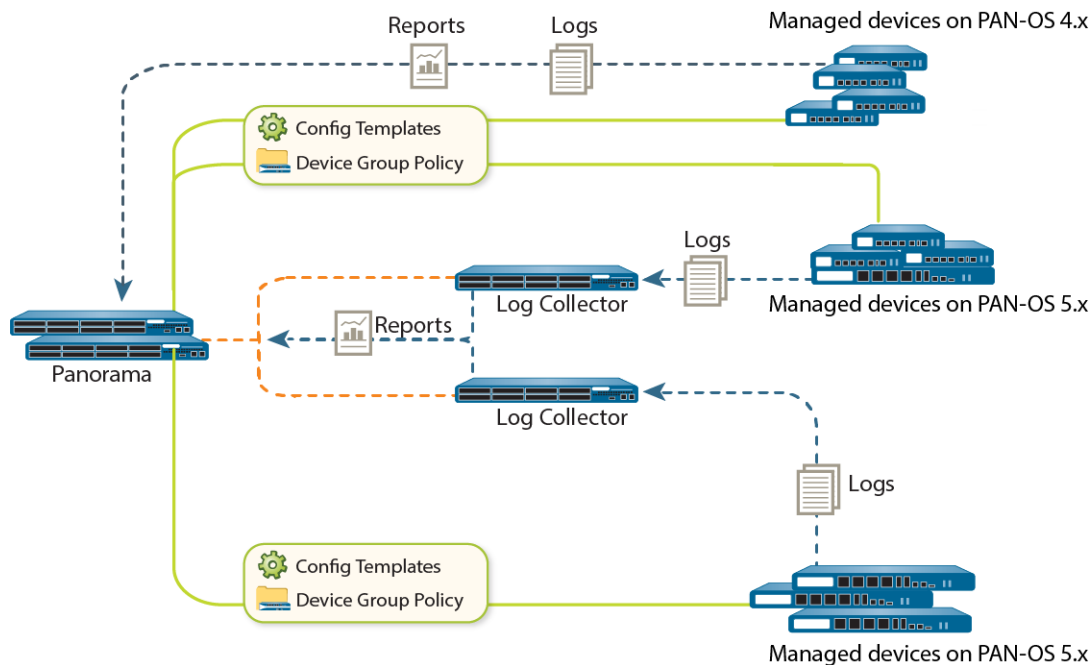 Managed devices on PAN-OS 4.x
Reports
Logs
Config Templates
Device Group Policy
Logs
Log Collector
Managed devices on PAN-OS 5.x
Reports
Panorama
Log Collector
Logs
Config Templates
Device Group Policy
Managed devices on PAN-OS 5.x